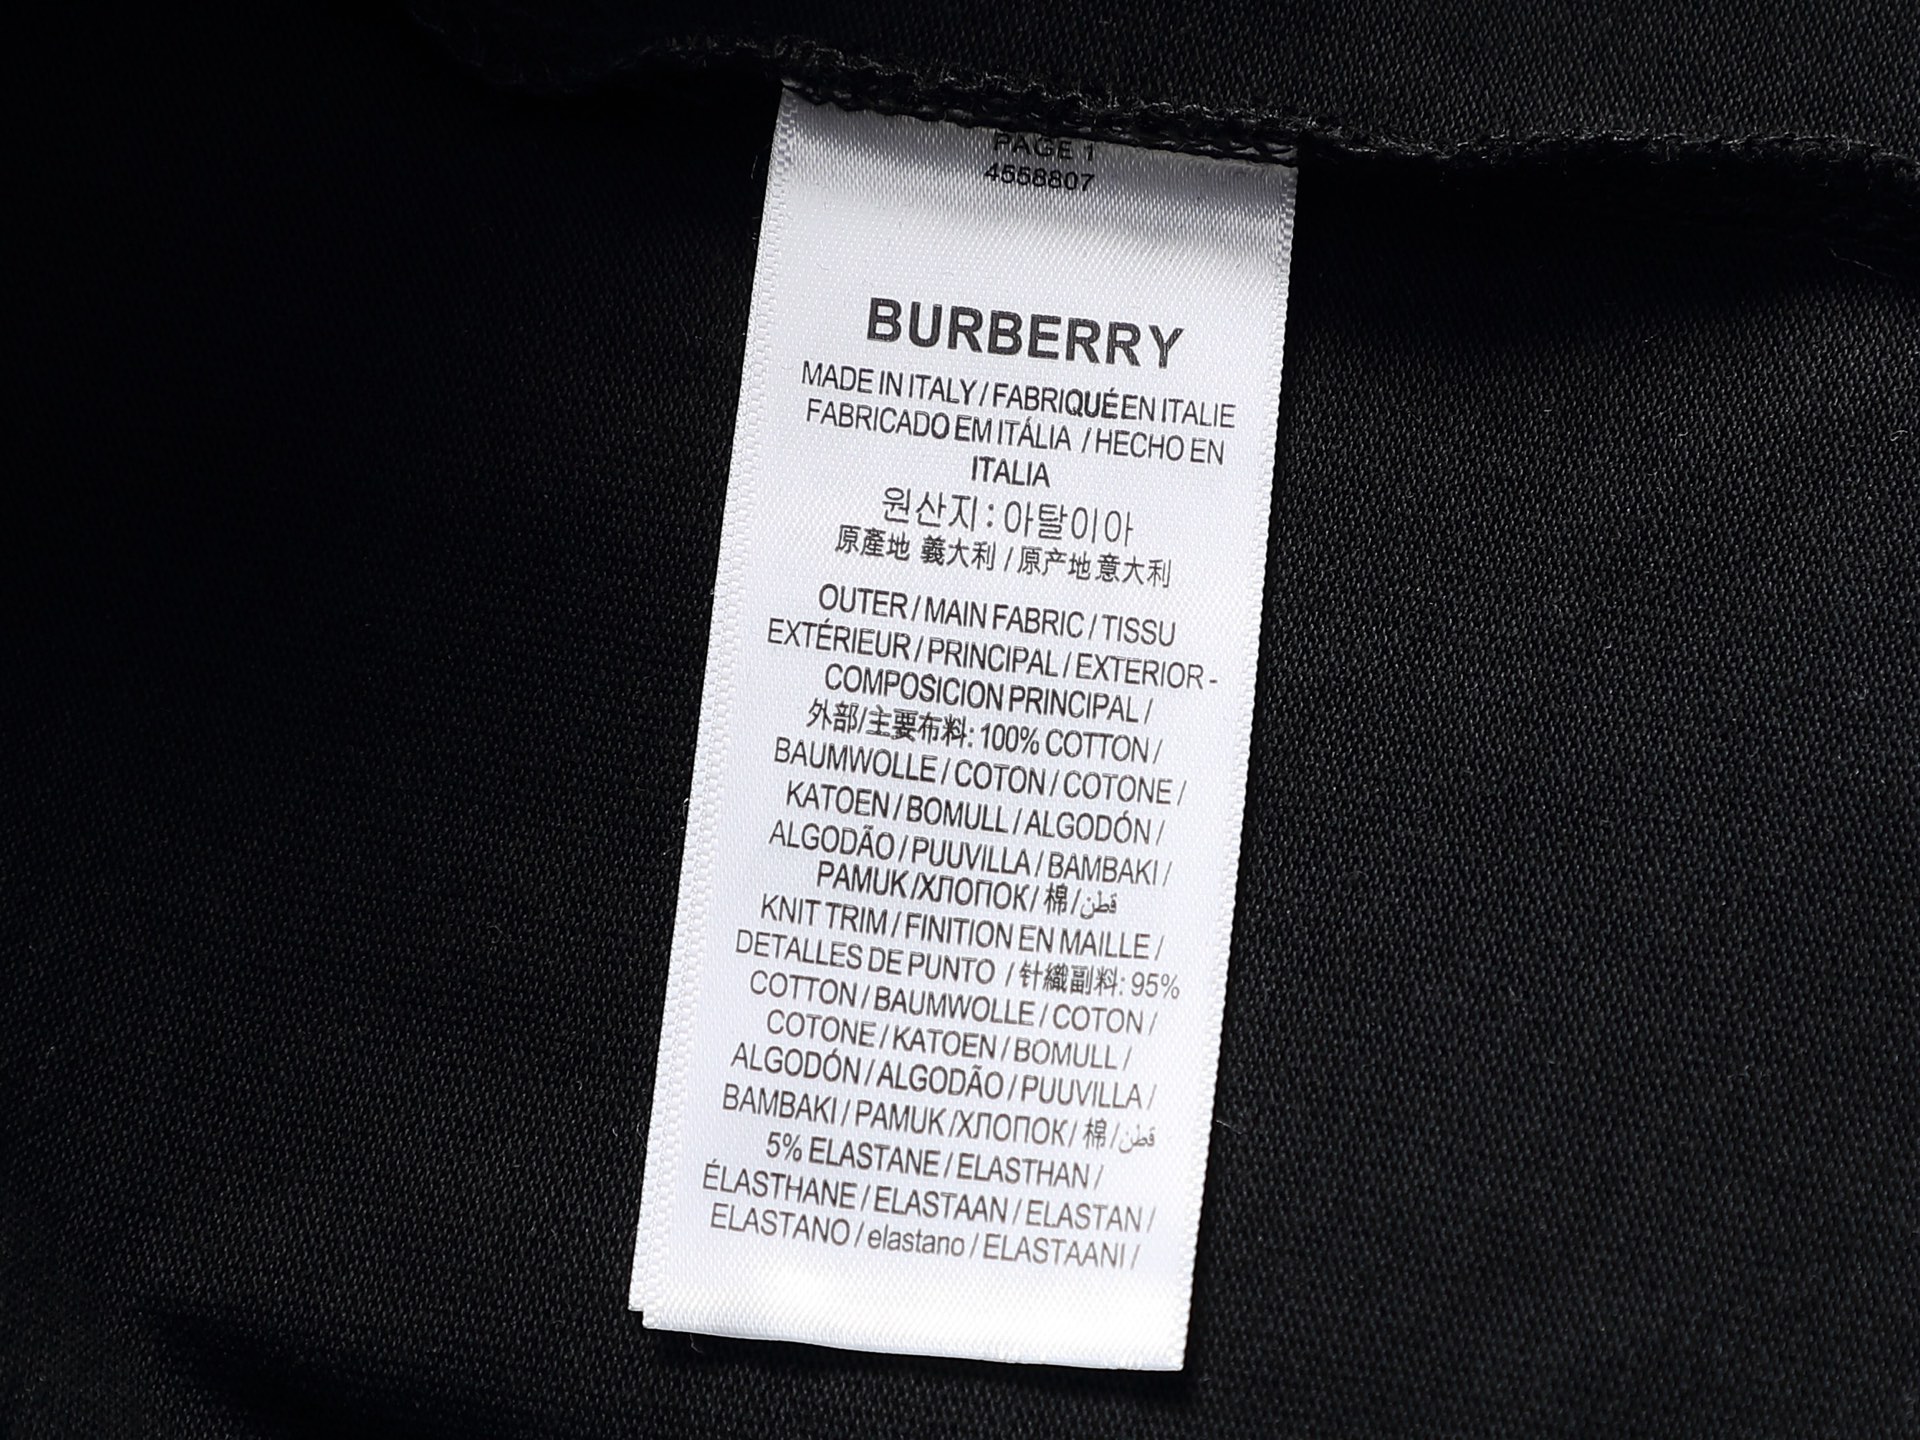 PAGE 1
4558807
BURBERRY
MADE IN ITALY / FABRIQUÉ EN ITALIE
FABRICADO EM ITÁLIA / HECHO EN
ITALIA
원산지 : 아탈이아
原產地 義大利 / 原产地意大利
OUTER / MAIN FABRIC / TISSU
EXTÉRIEUR / PRINCIPAL / EXTERIOR -
COMPOSICION PRINCIPAL /
外部/主要布料: 100% COTTON /
BAUMWOLLE / COTON / COTONE /
KATOEN / BOMULL / ALGODÓN /
ALGODÃO / PUUVILLA / BAMBAKI /
PAMUK /ХЛОПОК/ 棉/قطن
KNIT TRIM / FINITION EN MAILLE /
DETALLES DE PUNTO / 针織副料: 95%
COTTON / BAUMWOLLE / COTON /
COTONE / KATOEN / BOMULL /
ALGODÓN / ALGODÃO / PUUVILLA /
BAMBAKI / PAMUK /ХЛОПОК/ 棉/قطن
5% ELASTANE / ELASTHAN /
ÉLASTHANE / ELASTAAN / ELASTAN /
ELASTANO / elastano / ELASTAANI /